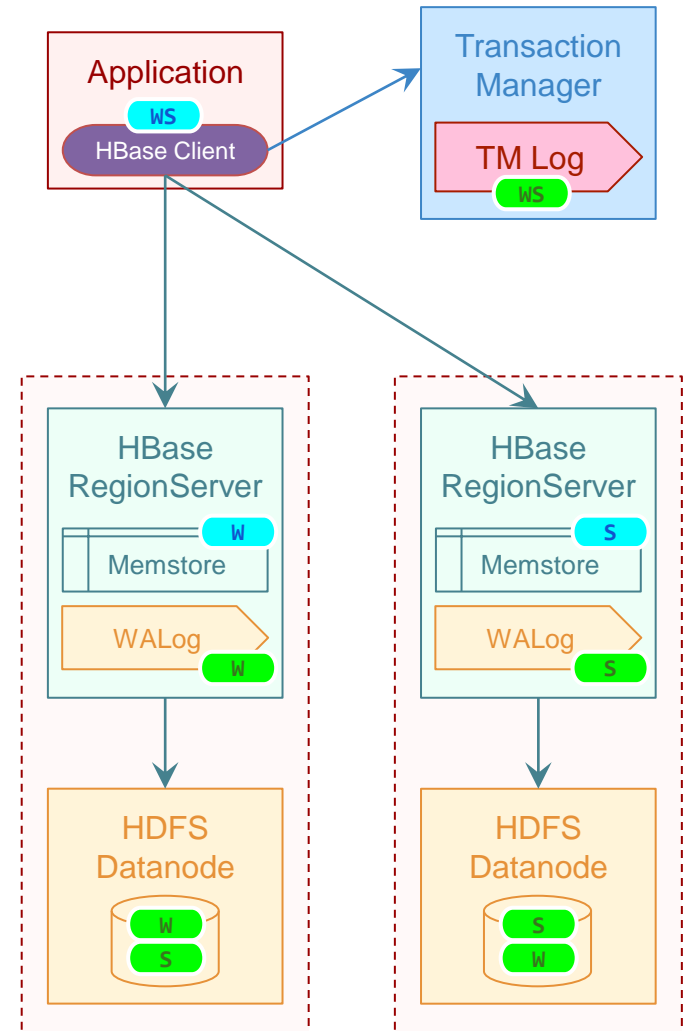 Application
WS
HBase Client
Transaction
Manager
TM Log
WS
HBase
RegionServer
W
Memstore
WALog
W
HBase
RegionServer
S
Memstore
WALog
S
HDFS
Datanode
W
S
HDFS
Datanode
S
W